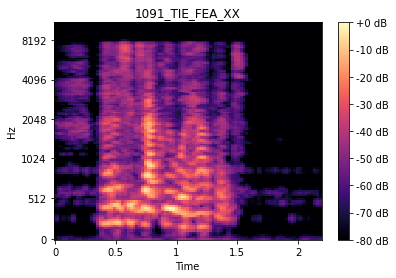 1091_TIE_FEA_XX
+0 dB
8192
-10 dB
4096
-20 dB
-30 dB
2048
Hz
-40 dB
1024
-50 dB
512
-60 dB
-70 dB
0
-80 dB
0 0.5 1 1.5 2
Time